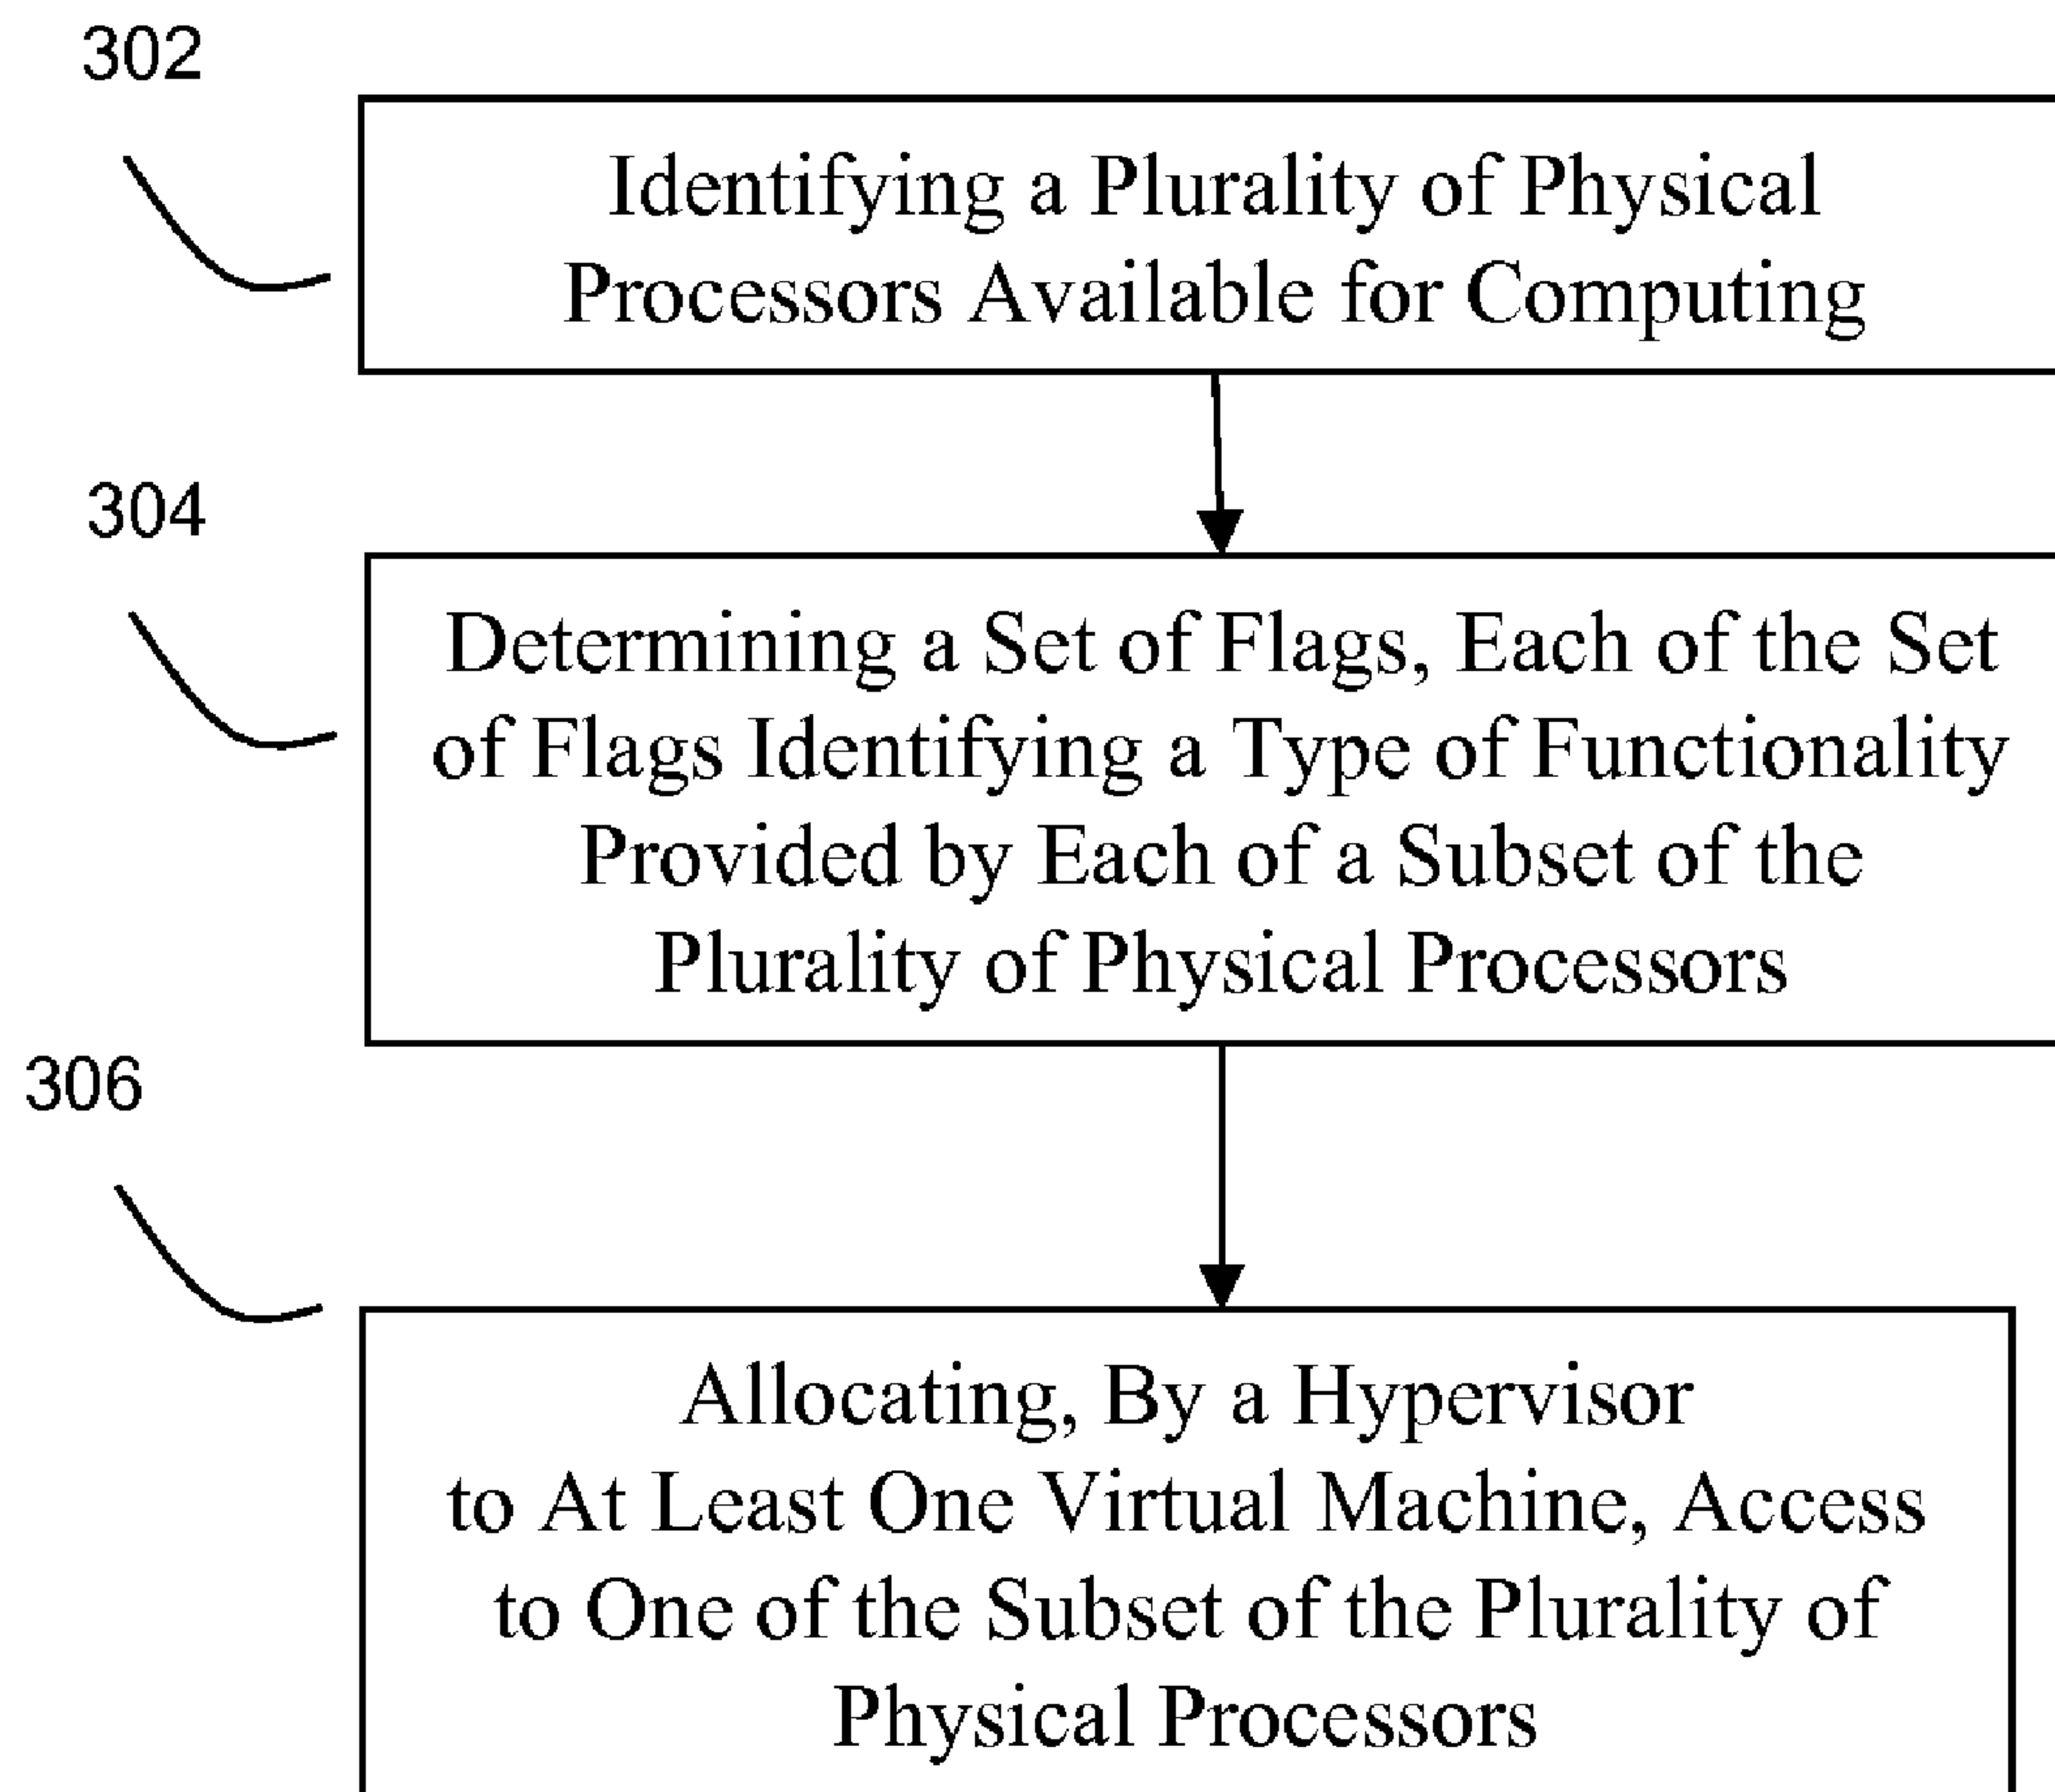 302
Identifying a Plurality of Physical
Processors Available for Computing
304
Determining a Set of Flags, Each of the Set
of Flags Identifying a Type of Functionality
Provided by Each of a Subset of the
Plurality of Physical Processors
306
Allocating, By a Hypervisor
to At Least One Virtual Machine, Access
to One of the Subset of the Plurality of
Physical Processors